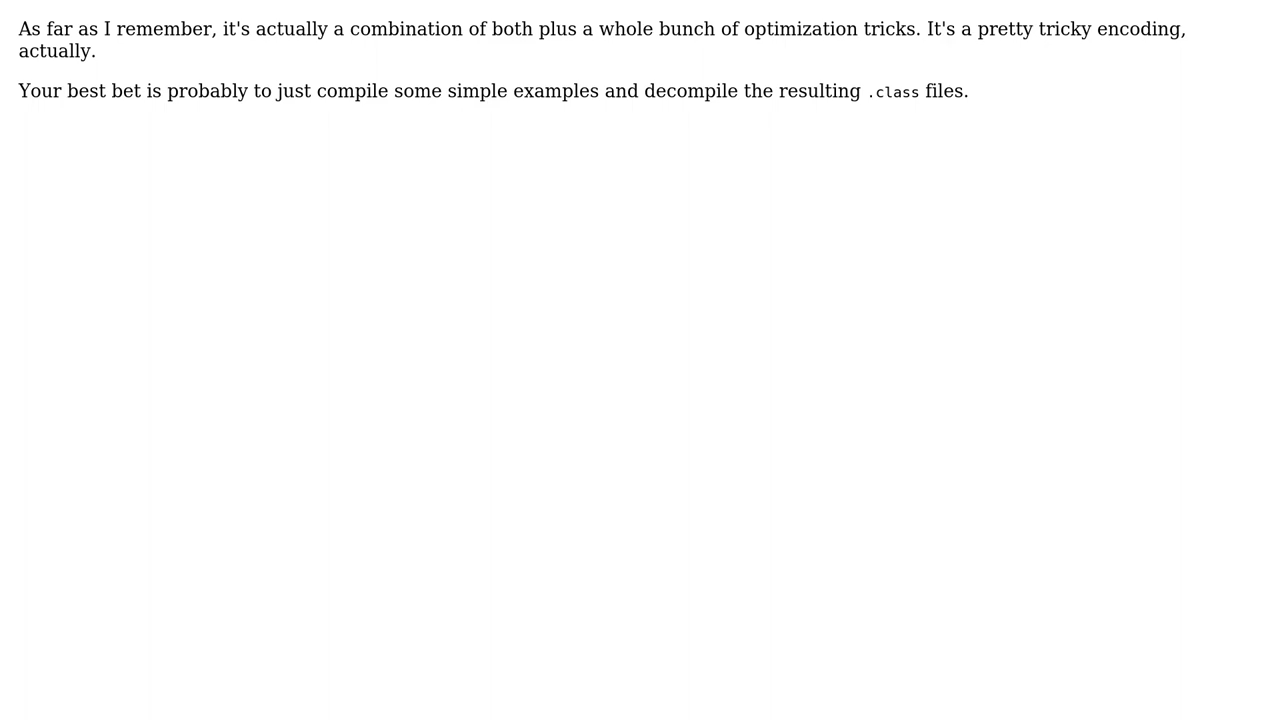 As far as I remember, it's actually a combination of both plus a whole bunch of optimization tricks. It's a pretty tricky encoding,
actually.
Your best bet is probably to just compile some simple examples and decompile the resulting .class files.